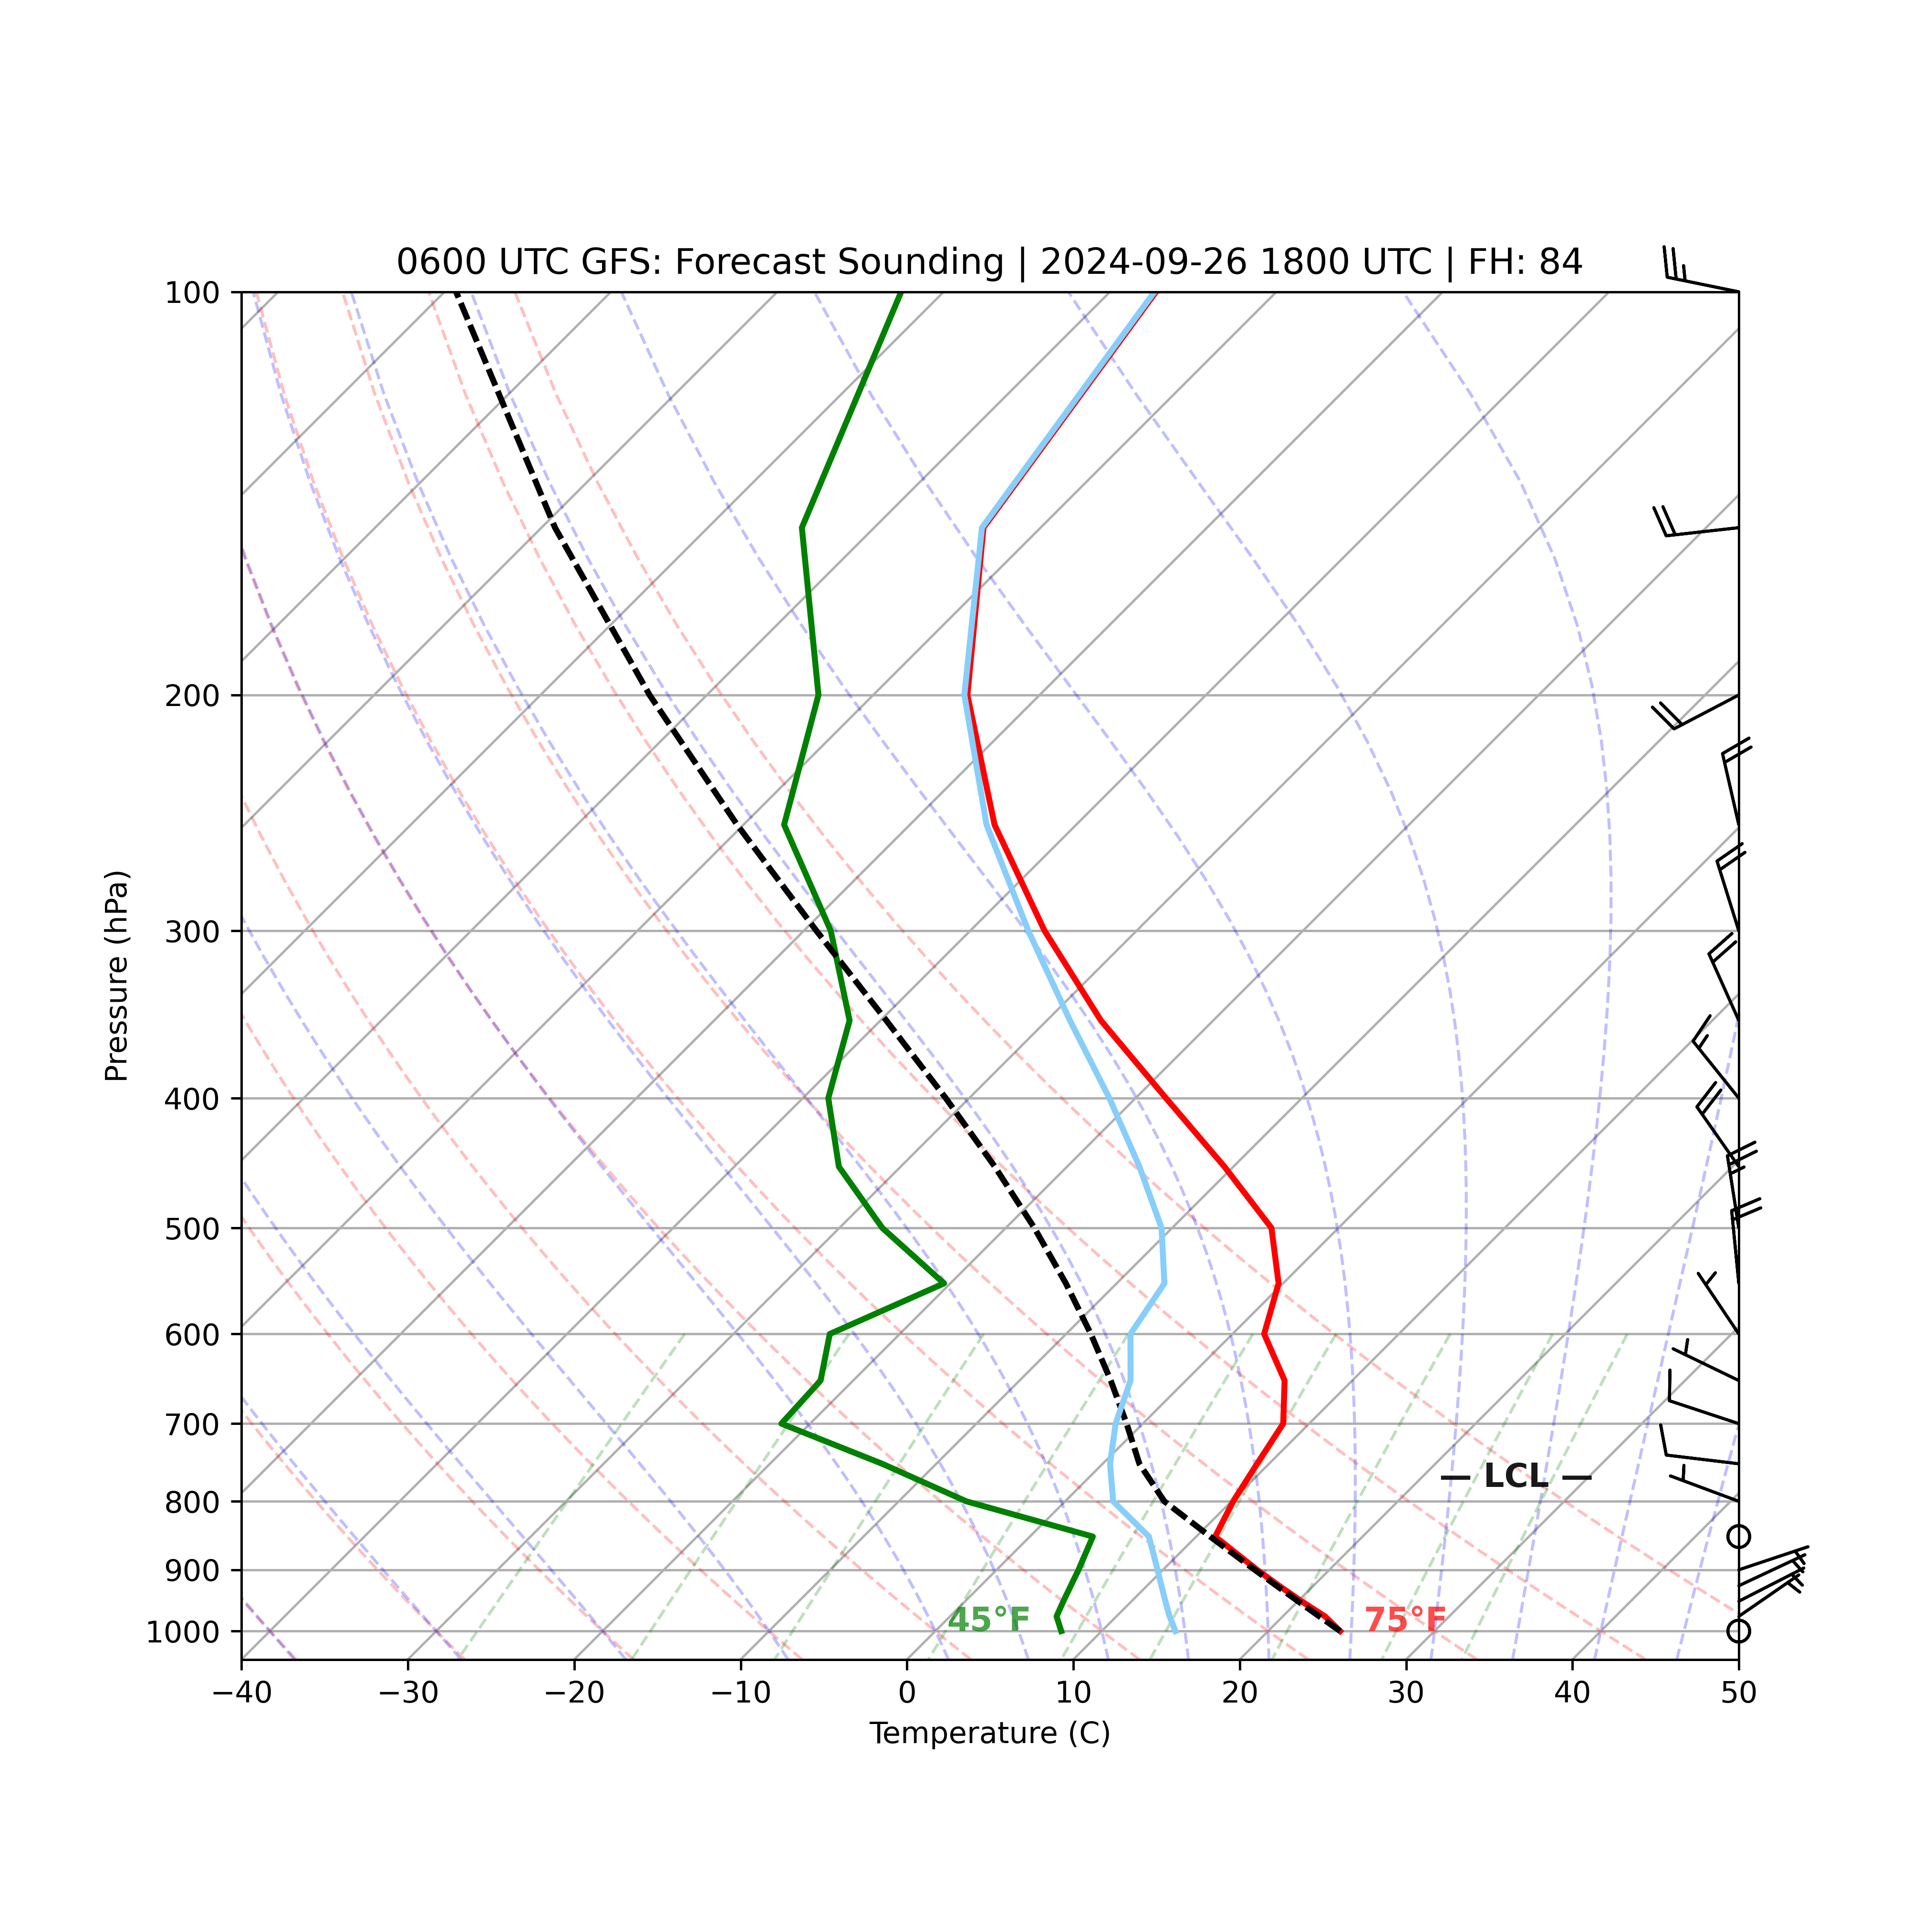 0600 UTC GFS: Forecast Sounding | 2024-09-26 1800 UTC | FH: 84
100
200
300
400
500
600
700
800
900
1000
Pressure (hPa)
— LCL —
45°F
75°F
−40 −30 −20 −10 0 10 20 30 40 50
Temperature (C)